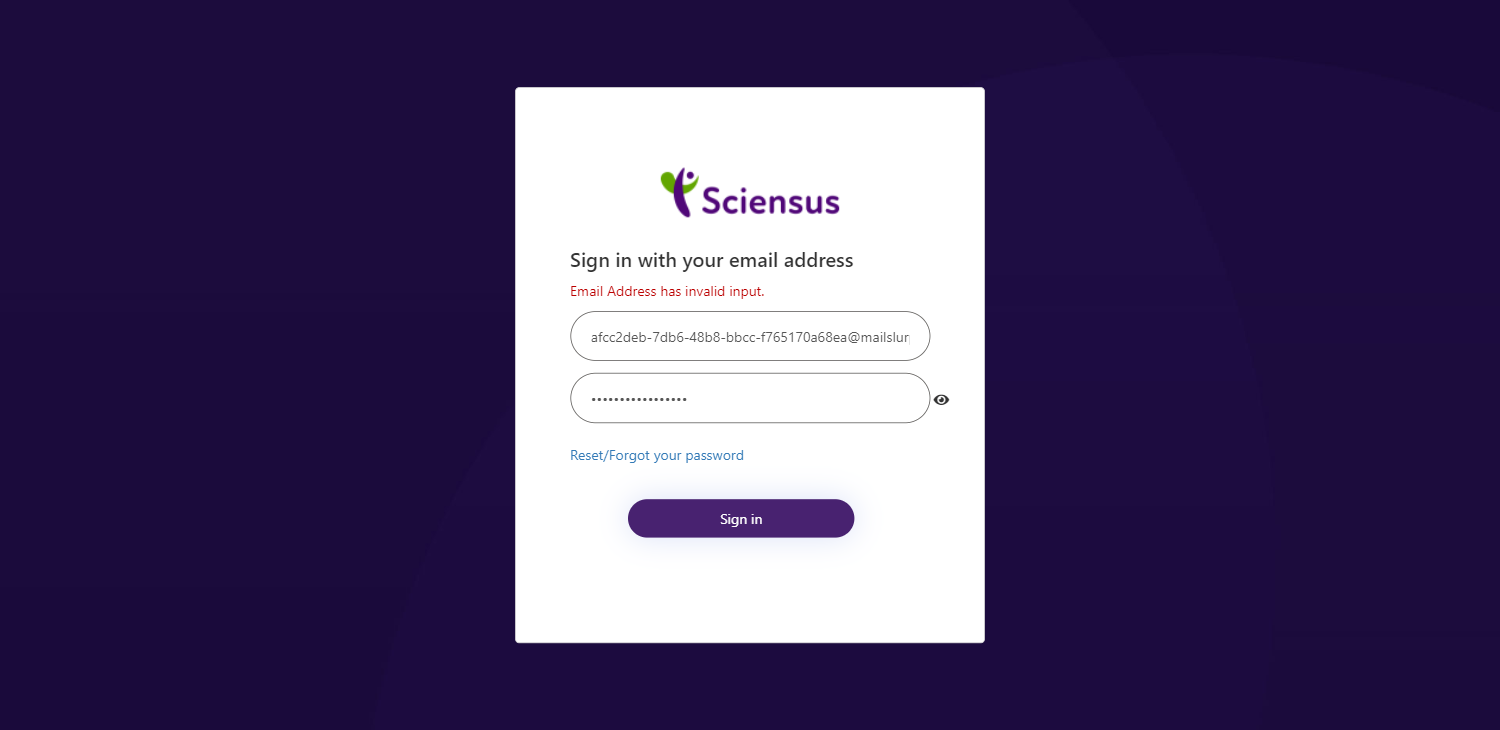 Sciensus
Sign in with your email address
Email Address has invalid input.
afcc2deb-7db6-48b8-bbcc-f765170a68ea@mailslur
•••••••••••••••••
Reset/Forgot your password
Sign in